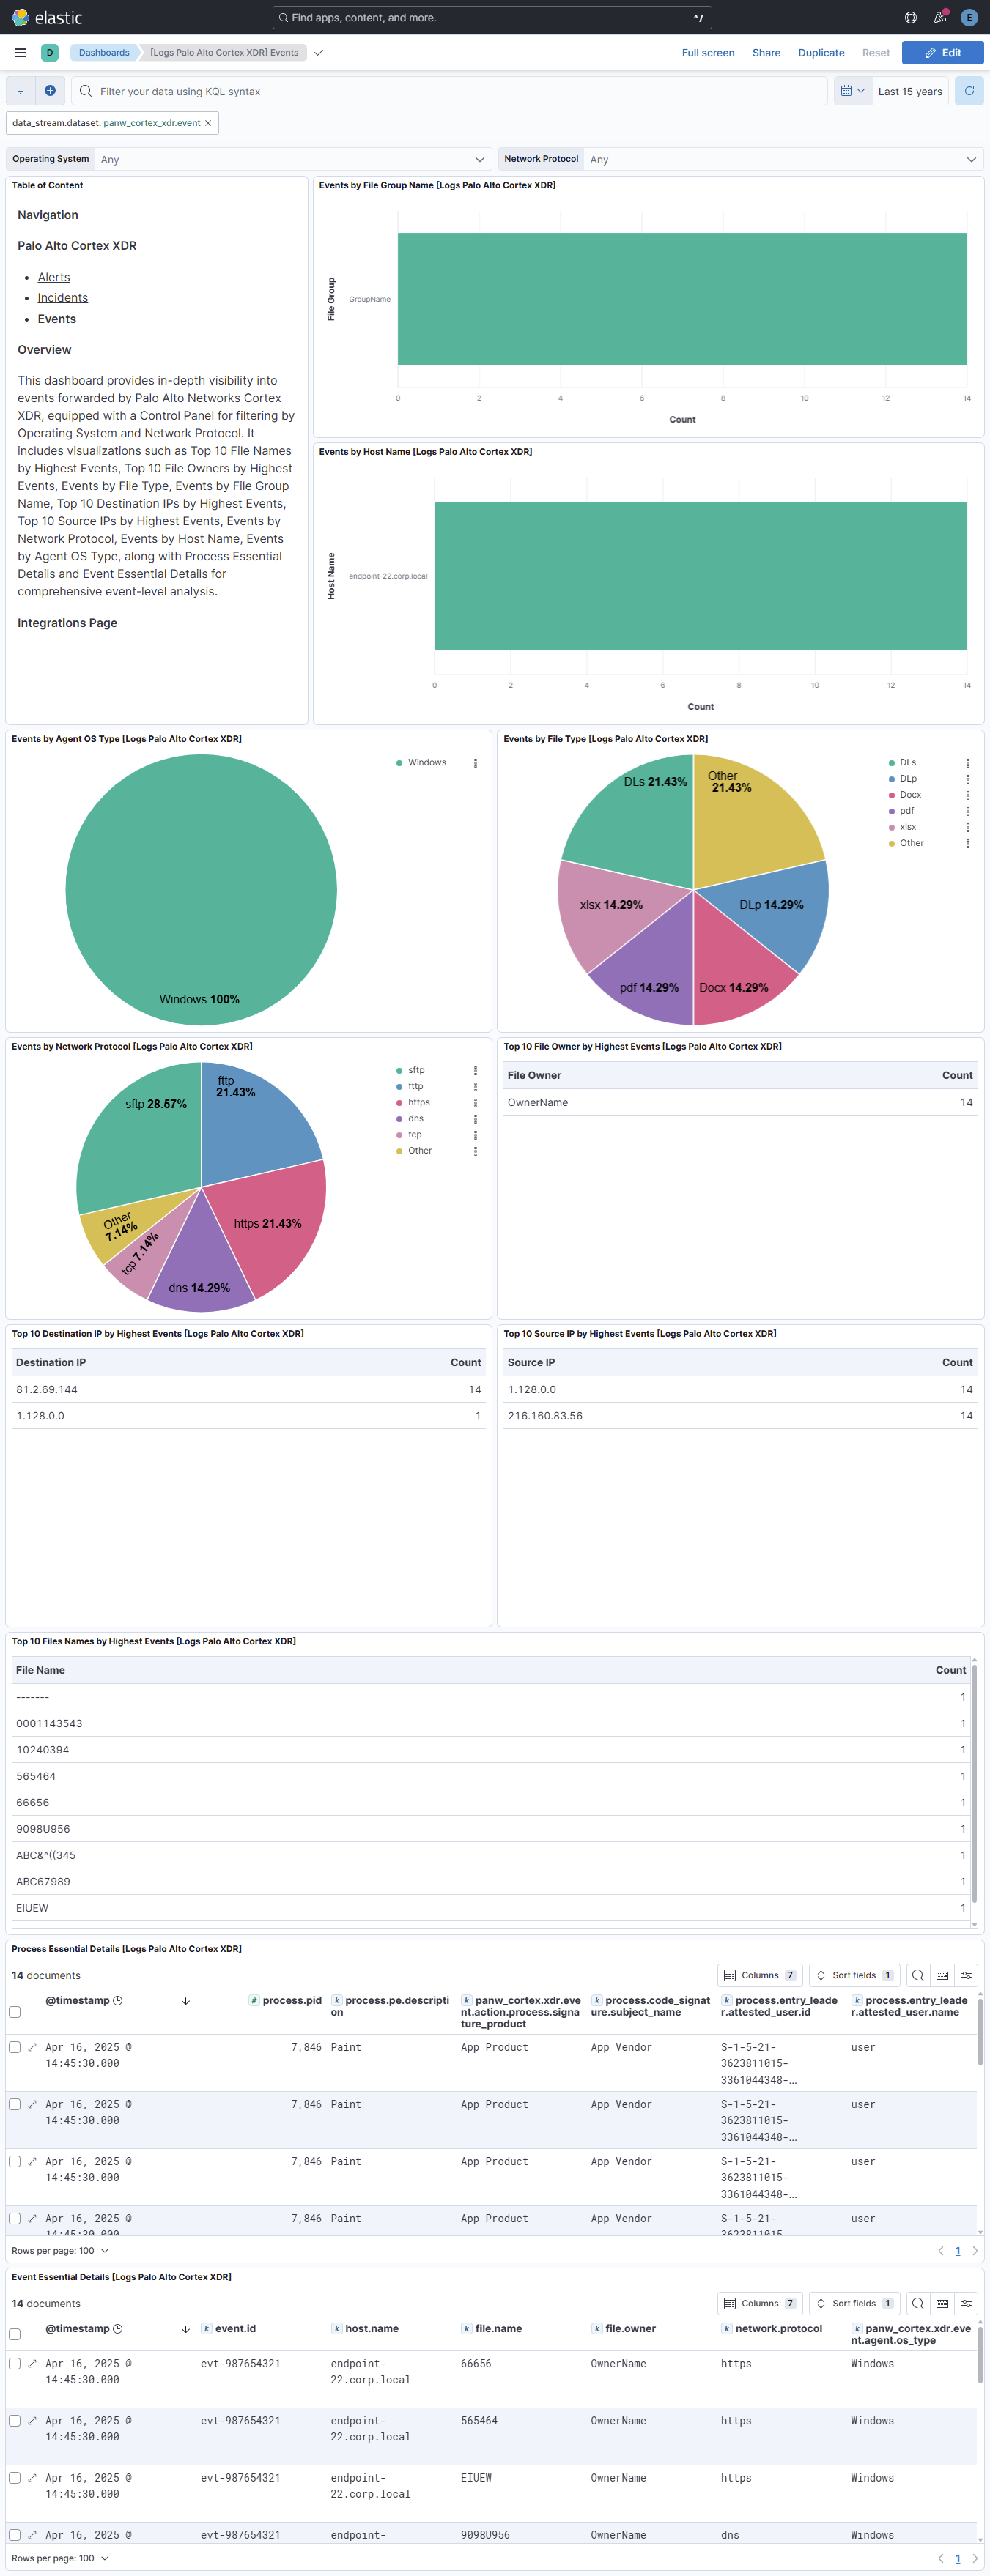 elastic
Find apps, content, and more.
^/
E
D
Dashboards
[Logs Palo Alto Cortex XDR] Events
Full screen
Share
Duplicate
Reset
Edit
Filter your data using KQL syntax
Last 15 years
data_stream.dataset: panw_cortex_xdr.event ×
Operating System Any
Network Protocol Any
Table of Content
Navigation
Palo Alto Cortex XDR
• Alerts
• Incidents
• Events
Overview
This dashboard provides in-depth visibility into
events forwarded by Palo Alto Networks Cortex
XDR, equipped with a Control Panel for filtering by
Operating System and Network Protocol. It
includes visualizations such as Top 10 File Names
by Highest Events, Top 10 File Owners by Highest
Events, Events by File Type, Events by File Group
Name, Top 10 Destination IPs by Highest Events,
Top 10 Source IPs by Highest Events, Events by
Network Protocol, Events by Host Name, Events
by Agent OS Type, along with Process Essential
Details and Event Essential Details for
comprehensive event-level analysis.
Integrations Page
Events by File Group Name [Logs Palo Alto Cortex XDR]
File Group
GroupName
0 2 4 6 8 10 12 14
Count
Events by Host Name [Logs Palo Alto Cortex XDR]
Host Name
endpoint-22.corp.local
0 2 4 6 8 10 12 14
Count
Events by Agent OS Type [Logs Palo Alto Cortex XDR]
Windows 100%
Windows
Events by File Type [Logs Palo Alto Cortex XDR]
DLs 21.43%
Other
21.43%
xlsx 14.29%
DLp 14.29%
pdf 14.29%
Docx 14.29%
DLs
DLp
Docx
pdf
xlsx
Other
Events by Network Protocol [Logs Palo Alto Cortex XDR]
fttp
21.43%
sftp 28.57%
Other
7.14%
https 21.43%
tcp 7.14%
dns 14.29%
sftp
fttp
https
dns
tcp
Other
Top 10 File Owner by Highest Events [Logs Palo Alto Cortex XDR]
File Owner Count
OwnerName 14
Top 10 Destination IP by Highest Events [Logs Palo Alto Cortex XDR]
Destination IP Count
81.2.69.144 14
1.128.0.0 1
Top 10 Source IP by Highest Events [Logs Palo Alto Cortex XDR]
Source IP Count
1.128.0.0 14
216.160.83.56 14
Top 10 Files Names by Highest Events [Logs Palo Alto Cortex XDR]
File Name Count
------- 1
0001143543 1
10240394 1
565464 1
66656 1
9098U956 1
ABC&^((345 1
ABC67989 1
EIUEW 1
Process Essential Details [Logs Palo Alto Cortex XDR]
14 documents
Columns 7
Sort fields 1
@timestamp # process.pid k process.pe.descripti k panw_cortex.xdr.eve k process.code_signat k process.entry_leade k process.entry_leade
on nt.action.process.signa ure.subject_name r.attested_user.id r.attested_user.name
ture_product
Apr 16, 2025 @ 7,846 Paint App Product App Vendor S-1-5-21- user
14:45:30.000 3623811015-
3361044348-…
Apr 16, 2025 @ 7,846 Paint App Product App Vendor S-1-5-21- user
14:45:30.000 3623811015-
3361044348-…
Apr 16, 2025 @ 7,846 Paint App Product App Vendor S-1-5-21- user
14:45:30.000 3623811015-
3361044348-…
Apr 16, 2025 @ 7,846 Paint App Product App Vendor S-1-5-21- user
14:45:30.000 3623811015-
Rows per page: 100
1
Event Essential Details [Logs Palo Alto Cortex XDR]
14 documents
Columns 7
Sort fields 1
@timestamp k event.id k host.name k file.name k file.owner k network.protocol k panw_cortex.xdr.eve
nt.agent.os_type
Apr 16, 2025 @ evt-987654321 endpoint- 66656 OwnerName https Windows
14:45:30.000 22.corp.local
Apr 16, 2025 @ evt-987654321 endpoint- 565464 OwnerName https Windows
14:45:30.000 22.corp.local
Apr 16, 2025 @ evt-987654321 endpoint- EIUEW OwnerName https Windows
14:45:30.000 22.corp.local
Apr 16, 2025 @ evt-987654321 endpoint- 9098U956 OwnerName dns Windows
Rows per page: 100
1